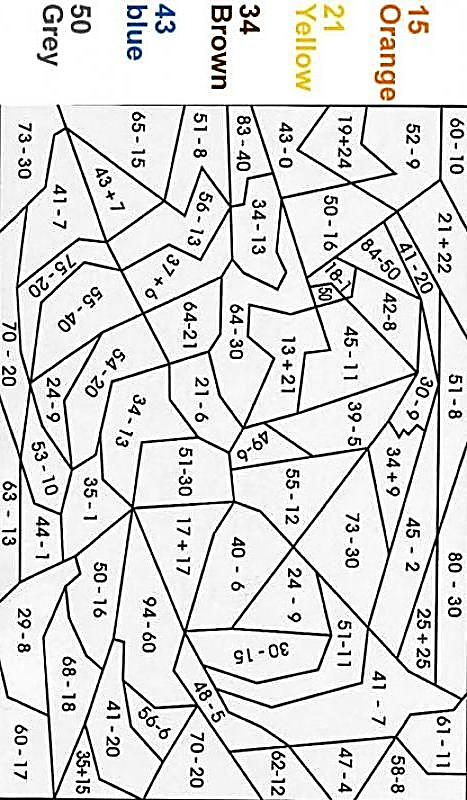 15
Orange
21
Yellow
34
Brown
43
blue
50
Grey
60 - 10
21 + 22
51 - 8
80 - 30
61 - 11
52 - 9
41 - 20
30 - 9
45 - 2
25 + 25
84-50
42-8
34 + 9
41 - 7
58-8
19+24
50 - 16
18-1
50
45 - 11
39 - 5
73 - 30
51-11
47 - 4
43 - 0
13 + 21
55 - 12
24 - 9
62-12
83 - 40
34 - 13
64 - 30
49-6
40 - 6
30 - 15
51 - 8
56 - 13
64-21
21 - 6
51-30
17 + 17
48 - 5
70 - 20
65 - 15
37 + 6
34 - 13
94 - 60
56-6
43 + 7
55 - 40
54 - 20
35 - 1
50 - 16
41 - 20
41 - 7
75 - 20
24 - 9
53 - 10
44 - 1
68 - 18
35+15
73 - 30
70 - 20
63 - 13
29 - 8
60 - 17